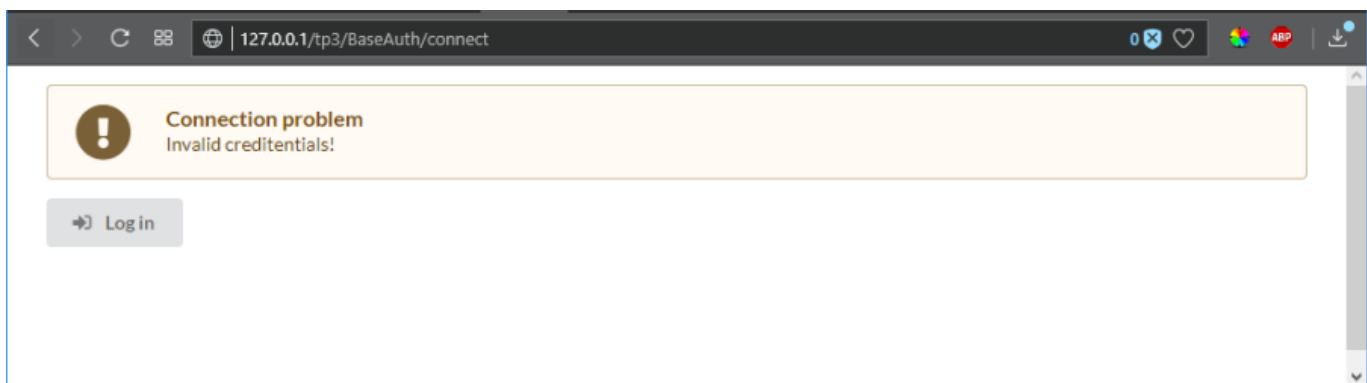 127.0.0.1/tp3/BaseAuth/connect 0 ABP
Connection problem
Invalid creditentials!
Log in